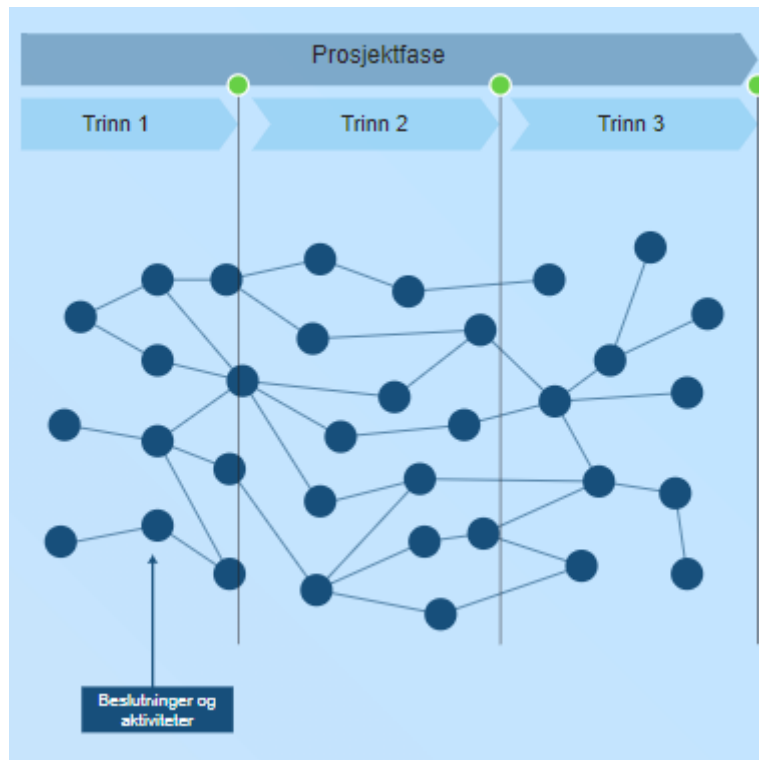 Prosjektfase
Trinn 1
Trinn 2
Trinn 3
Beslutninger og
aktiviteter